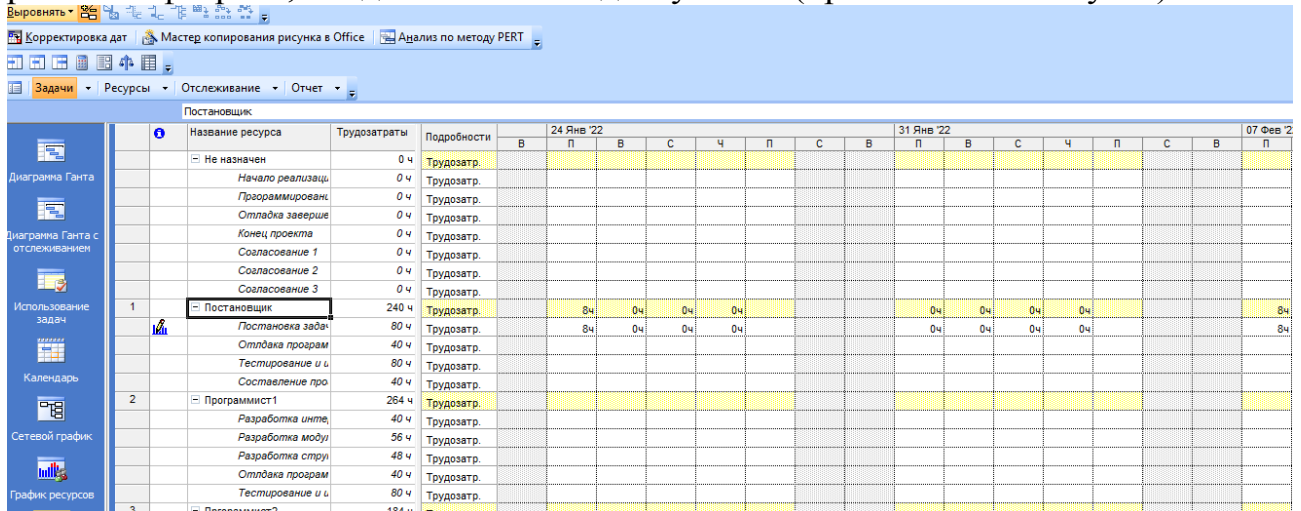 Выровнять
Корректировка дат Мастер копирования рисунка в Office Анализ по методу PERT
Задачи Ресурсы Отслеживание Отчет
Постановщик
Название ресурса Трудозатраты Подробности 24 Янв '22 31 Янв '22 07 Фев '2
В П В С Ч П С В П В С Ч П С В П
Не назначен 0 ч Трудозатр.
Диаграмма Ганта Начало реализаци 0 ч Трудозатр.
Прогораммировани 0 ч Трудозатр.
Отладка заверше 0 ч Трудозатр.
Диаграмма Ганта с отслеживанием Конец проекта 0 ч Трудозатр.
Согласование 1 0 ч Трудозатр.
Согласование 2 0 ч Трудозатр.
Согласование 3 0 ч Трудозатр.
Использование задач 1 Постановщик 240 ч Трудозатр. 8ч 0ч 0ч 0ч 0ч 0ч 0ч 0ч 8ч
Постановка задач 80 ч Трудозатр. 8ч 0ч 0ч 0ч 0ч 0ч 0ч 0ч 8ч
Отлдака програм 40 ч Трудозатр.
Тестирование и и 80 ч Трудозатр.
Календарь Составление про 40 ч Трудозатр.
2 Программист1 264 ч Трудозатр.
Разработка инте 40 ч Трудозатр.
Сетевой график Разработка моду 56 ч Трудозатр.
Разработка стру 48 ч Трудозатр.
Отлдака програм 40 ч Трудозатр.
График ресурсов Тестирование и и 80 ч Трудозатр.